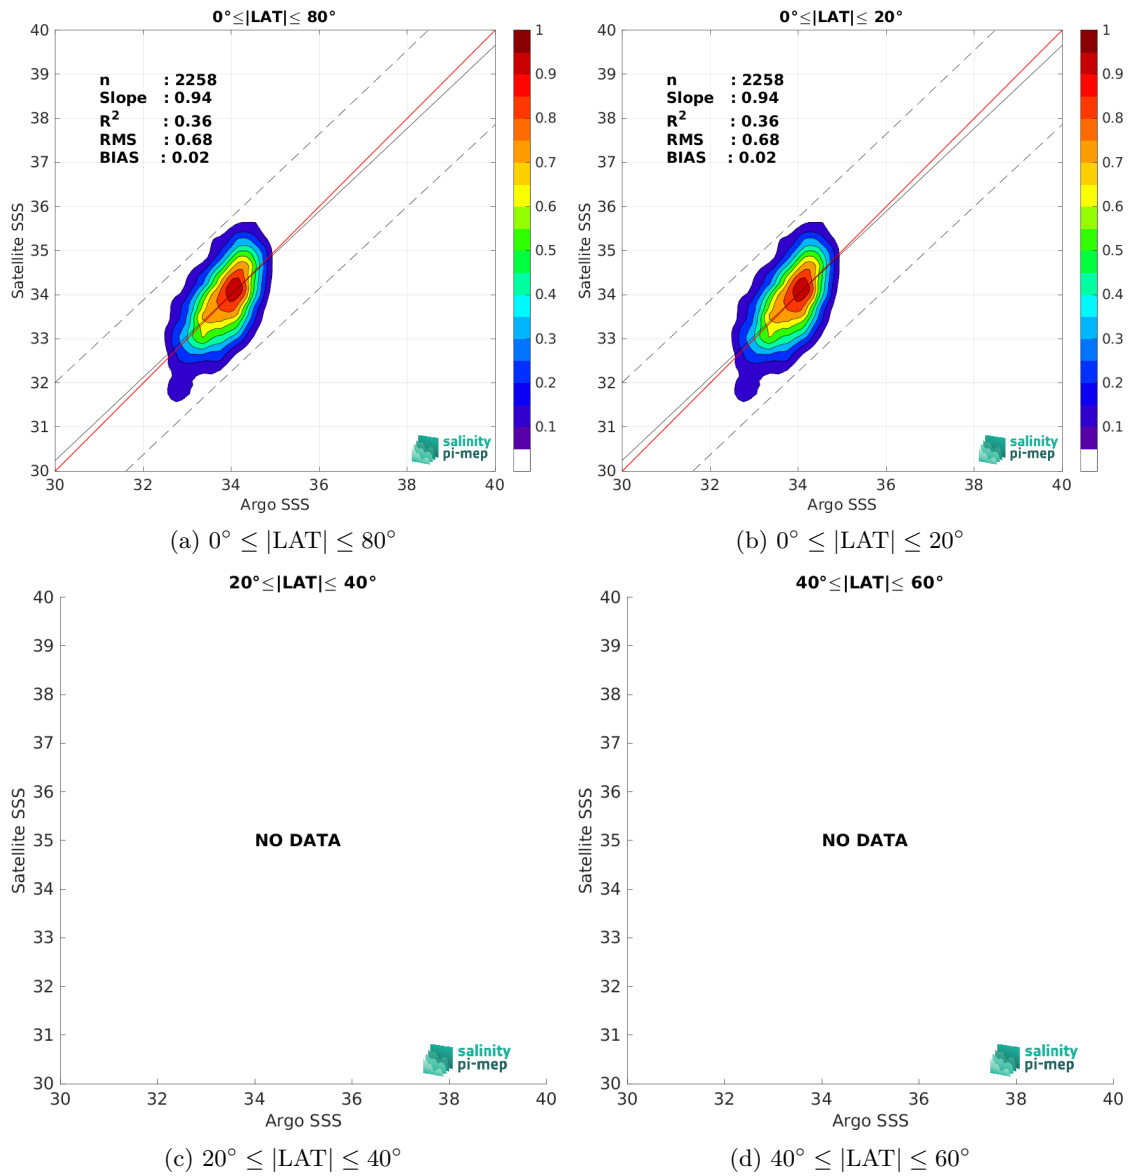 0°≤|LAT|≤ 80°
40
39
38
37
36
35
34
33
32
31
30
Satellite SSS
n : 2258
Slope : 0.94
R² : 0.36
RMS : 0.68
BIAS : 0.02
salinity
pi-mep
30 32 34 36 38 40
Argo SSS
1
0.9
0.8
0.7
0.6
0.5
0.4
0.3
0.2
0.1
(a) 0° ≤ |LAT| ≤ 80°
0°≤|LAT|≤ 20°
40
39
38
37
36
35
34
33
32
31
30
Satellite SSS
n : 2258
Slope : 0.94
R² : 0.36
RMS : 0.68
BIAS : 0.02
salinity
pi-mep
30 32 34 36 38 40
Argo SSS
1
0.9
0.8
0.7
0.6
0.5
0.4
0.3
0.2
0.1
(b) 0° ≤ |LAT| ≤ 20°
20°≤|LAT|≤ 40°
40
39
38
37
36
35
34
33
32
31
30
Satellite SSS
NO DATA
salinity
pi-mep
30 32 34 36 38 40
Argo SSS
(c) 20° ≤ |LAT| ≤ 40°
40°≤|LAT|≤ 60°
40
39
38
37
36
35
34
33
32
31
30
Satellite SSS
NO DATA
salinity
pi-mep
30 32 34 36 38 40
Argo SSS
(d) 40° ≤ |LAT| ≤ 60°